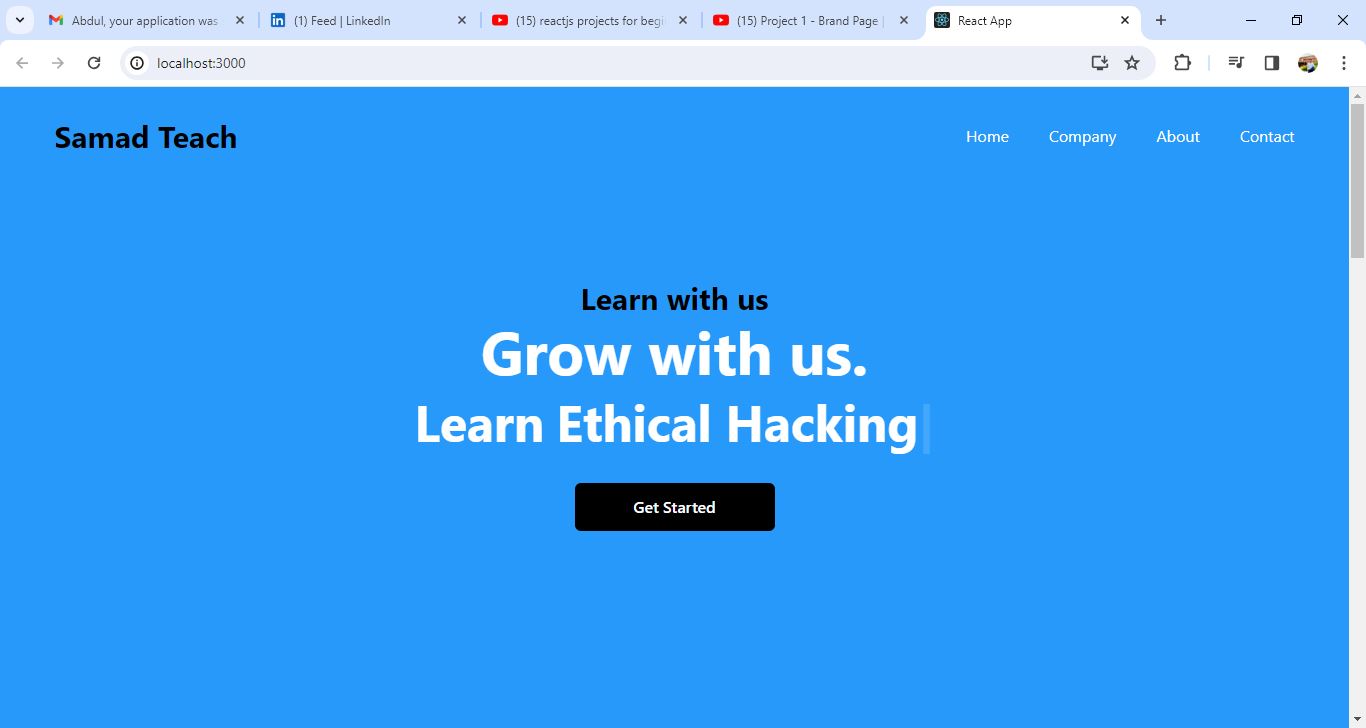 Abdul, your application was
(1) Feed | LinkedIn
(15) reactjs projects for begi
(15) Project 1 - Brand Page |
React App
localhost:3000
Samad Teach
Home Company About Contact
Learn with us
Grow with us.
Learn Ethical Hacking
Get Started